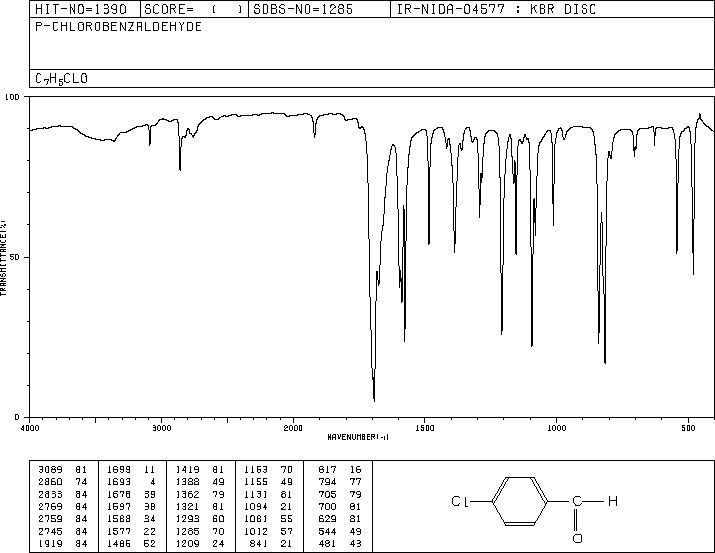 HIT-NO=1390 SCORE= ( ) SDBS-NO=1285 IR-NIDA-04577 : KBR DISC
P-CHLOROBENZALDEHYDE
C7H5CLO
100
50
0
TRANSMITTANCE(%)
4000 3000 2000 1500 1000 500
WAVENUMBER(-1)
3089 81 1699 11 1419 81 1163 70 817 16
2860 74 1693 4 1388 49 1155 49 794 77
2833 84 1678 39 1362 79 1131 81 705 79
2769 84 1597 38 1321 81 1094 21 700 81
2759 84 1588 34 1293 60 1081 55 629 81
2745 84 1577 22 1285 70 1012 57 544 49
1919 84 1486 52 1209 24 841 21 481 43
Cl C H
O